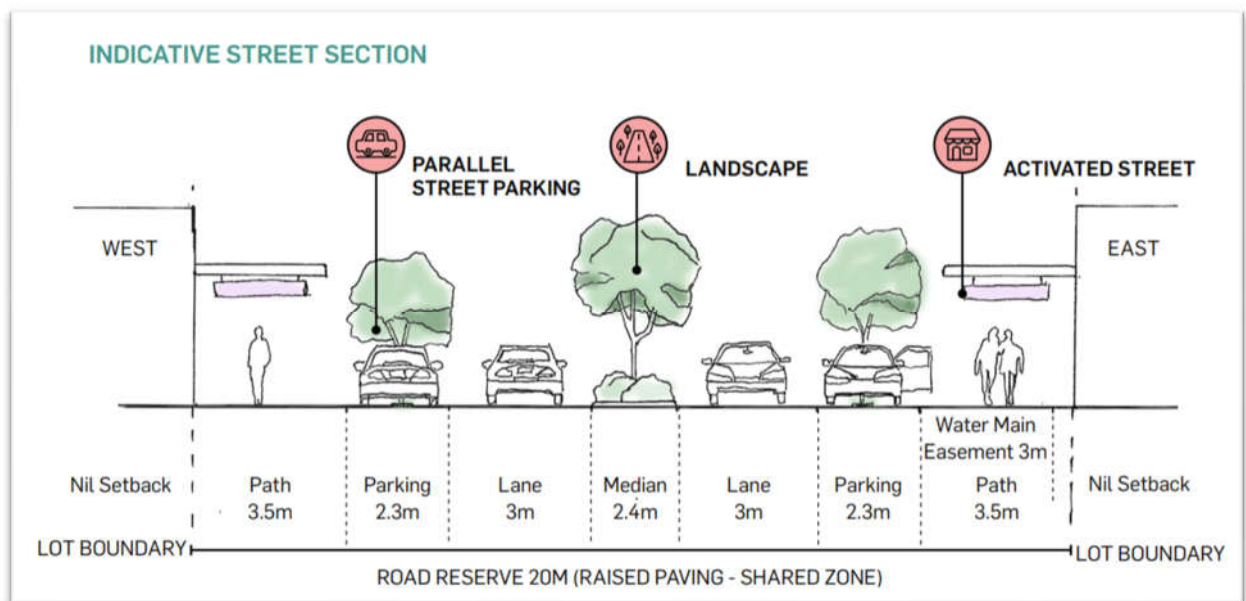 INDICATIVE STREET SECTION
PARALLEL
STREET PARKING
LANDSCAPE
ACTIVATED STREET
WEST
EAST
Water Main
Easement 3m
Nil Setback
Path
3.5m
Parking
2.3m
Lane
3m
Median
2.4m
Lane
3m
Parking
2.3m
Path
3.5m
Nil Setback
LOT BOUNDARY
LOT BOUNDARY
ROAD RESERVE 20M (RAISED PAVING - SHARED ZONE)